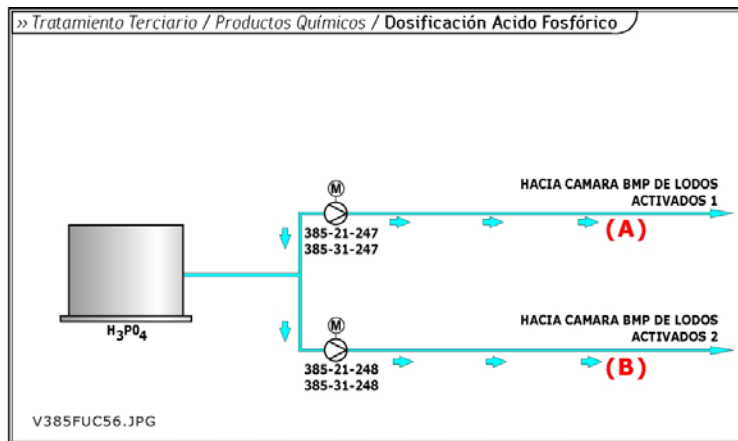 » Tratamiento Terciario / Productos Químicos / Dosificación Acido Fosfórico
HACIA CAMARA BMP DE LODOS
ACTIVADOS 1
M
385-21-247
385-31-247
(A)
H3PO4
HACIA CAMARA BMP DE LODOS
ACTIVADOS 2
M
385-21-248
385-31-248
(B)
V385FUC56.JPG